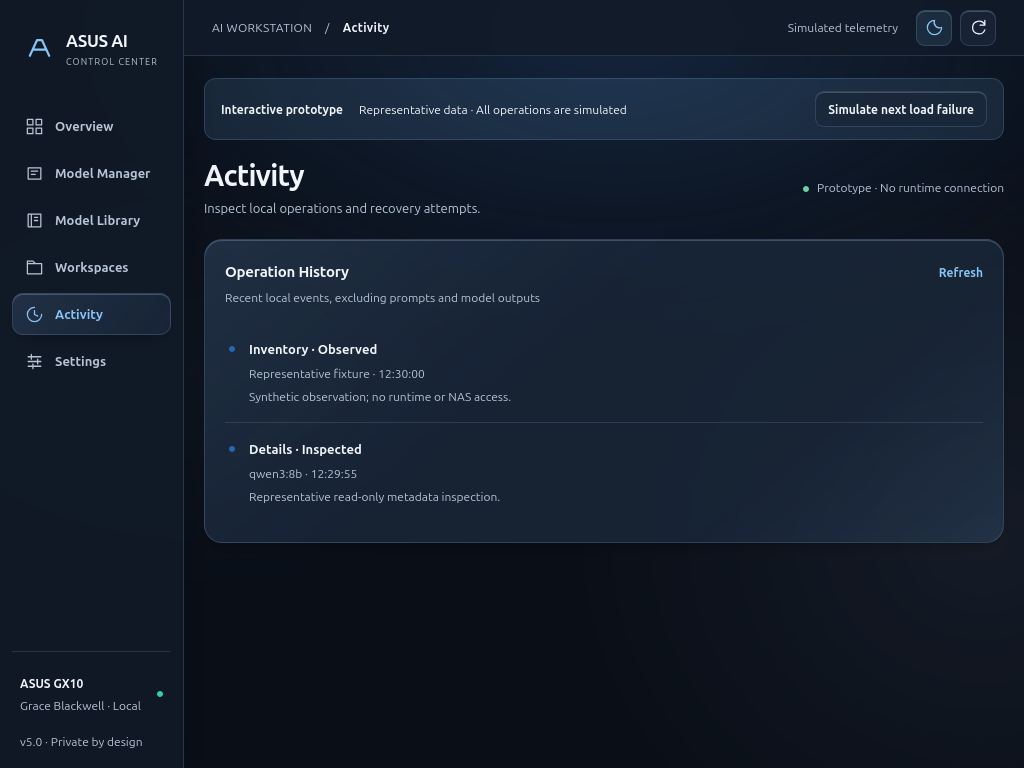 ASUS AI
CONTROL CENTER
Overview
Model Manager
Model Library
Workspaces
Activity
Settings
ASUS GX10
Grace Blackwell · Local
v5.0 · Private by design
AI WORKSTATION / Activity
Simulated telemetry
Interactive prototype Representative data · All operations are simulated
Simulate next load failure
Activity
Inspect local operations and recovery attempts.
Prototype · No runtime connection
Operation History
Refresh
Recent local events, excluding prompts and model outputs
Inventory · Observed
Representative fixture · 12:30:00
Synthetic observation; no runtime or NAS access.
Details · Inspected
qwen3:8b · 12:29:55
Representative read-only metadata inspection.